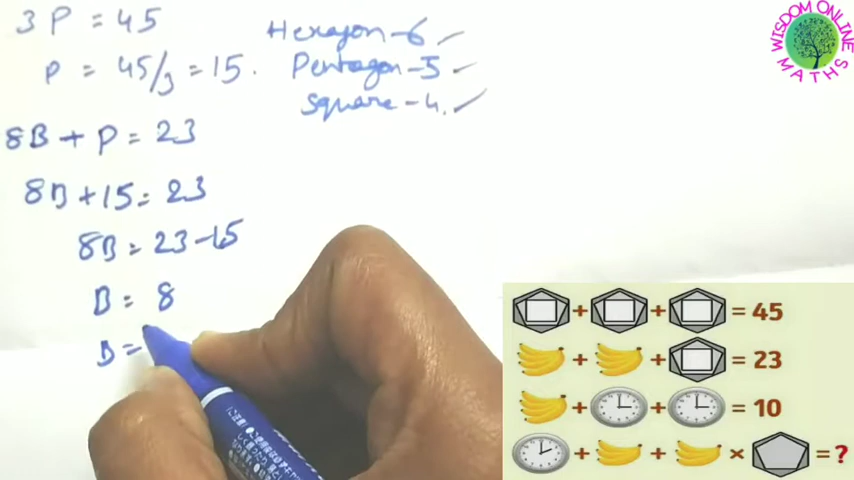 3P = 45
P = 45/3 = 15.
8B + P = 23
8B + 15 = 23
8B = 23 - 15
B = 8
B =
Hexagon - 6
Pentagon - 5
Square - 4.
WISDOM ONLINE
MATHS
+ + = 45
+ + = 23
+ + = 10
+ + × = ?